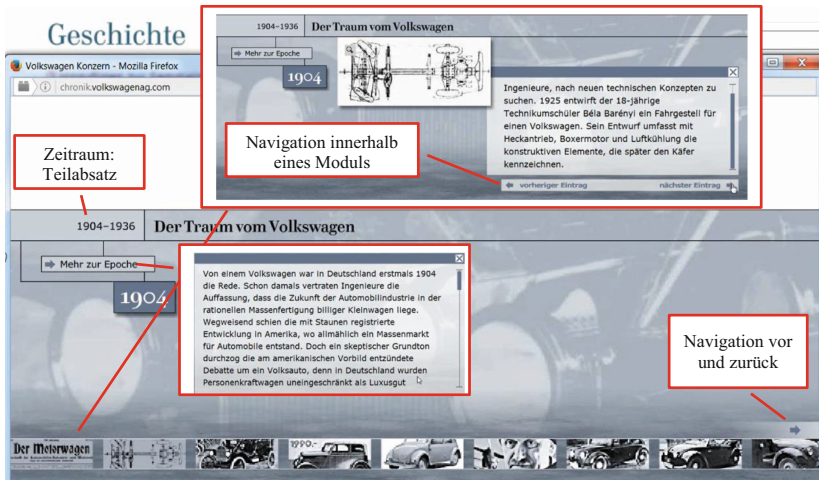 Geschichte
Volkswagen Konzern - Mozilla Firefox
chronik.volkswagenag.com
1904–1936 Der Traum vom Volkswagen
Mehr zur Epoche
1904
Ingenieure, nach neuen technischen Konzepten zu
suchen. 1925 entwirft der 18-jährige
Technikumschüler Béla Barényi ein Fahrgestell für
einen Volkswagen. Sein Entwurf umfasst mit
Heckantrieb, Boxermotor und Luftkühlung die
konstruktiven Elemente, die später den Käfer
kennzeichnen.
vorheriger Eintrag nächster Eintrag
Navigation innerhalb
eines Moduls
Zeitraum:
Teilabsatz
1904–1936 Der Traum vom Volkswagen
Mehr zur Epoche
1904
Von einem Volkswagen war in Deutschland erstmals 1904
die Rede. Schon damals vertraten Ingenieure die
Auffassung, dass die Zukunft der Automobilindustrie in der
rationellen Massenfertigung billiger Kleinwagen liege.
Wegweisend schien die mit Staunen registrierte
Entwicklung in Amerika, wo allmählich ein Massenmarkt
für Automobile entstand. Doch ein skeptischer Grundton
durchzog die am amerikanischen Vorbild entzündete
Debatte um ein Volksauto, denn in Deutschland wurden
Personenkraftwagen uneingeschränkt als Luxusgut
Navigation vor
und zurück
Der Motorwagen
1990.-